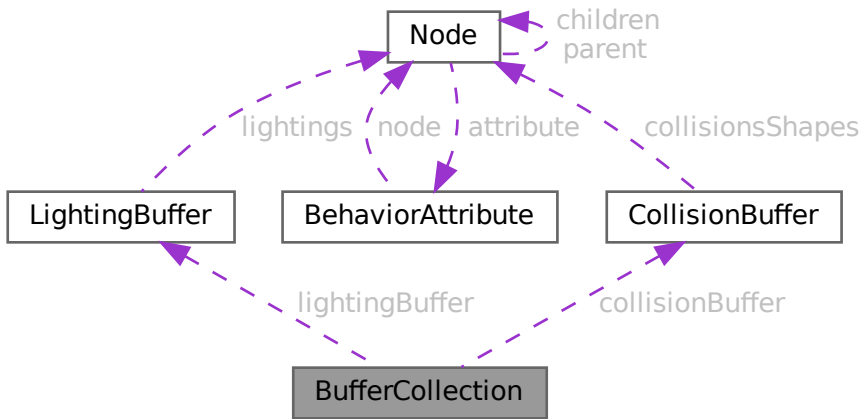 Node
children
parent
lightings
node
attribute
collisionsShapes
LightingBuffer
BehaviorAttribute
CollisionBuffer
lightingBuffer
collisionBuffer
BufferCollection